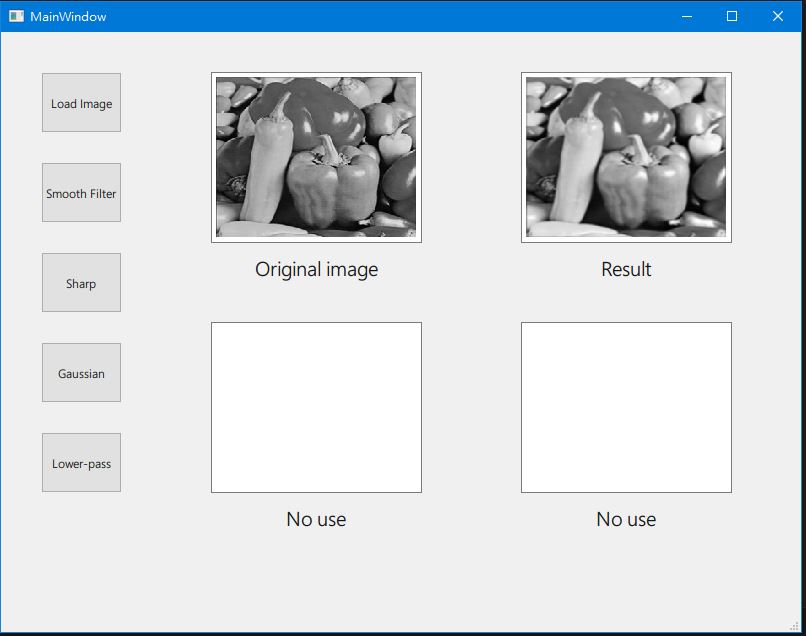 MainWindow
Load Image
Smooth Filter
Sharp
Gaussian
Lower-pass
Original image
Result
No use
No use